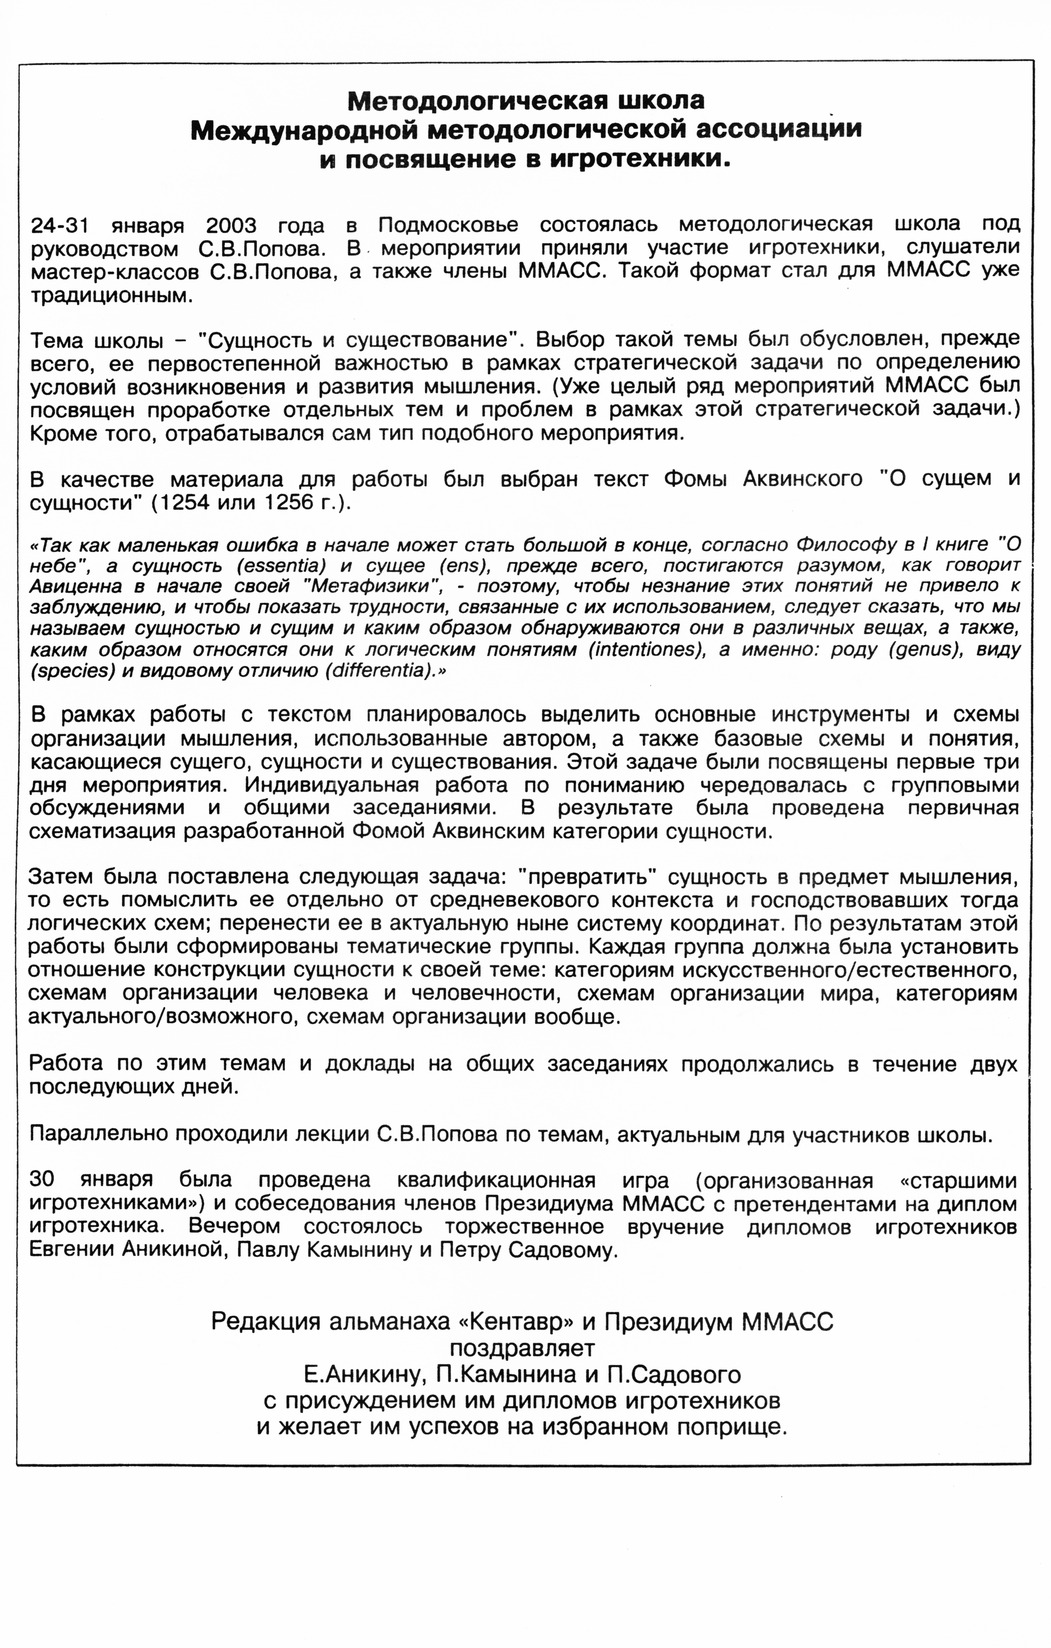 Методологическая школа
Международной методологической ассоциации
и посвящение в игротехники.
24-31 января 2003 года в Подмосковье состоялась методологическая школа под
руководством С.В.Попова. В мероприятии приняли участие игротехники, слушатели
мастер-классов С.В.Попова, а также члены ММАСС. Такой формат стал для ММАСС уже
традиционным.
Тема школы – "Сущность и существование". Выбор такой темы был обусловлен, прежде
всего, ее первостепенной важностью в рамках стратегической задачи по определению
условий возникновения и развития мышления. (Уже целый ряд мероприятий ММАСС был
посвящен проработке отдельных тем и проблем в рамках этой стратегической задачи.)
Кроме того, отрабатывался сам тип подобного мероприятия.
В качестве материала для работы был выбран текст Фомы Аквинского "О сущем и
сущности" (1254 или 1256 г.).
«Так как маленькая ошибка в начале может стать большой в конце, согласно Философу в I книге "О
небе", а сущность (essentia) и сущее (ens), прежде всего, постигаются разумом, как говорит
Авиценна в начале своей "Метафизики", - поэтому, чтобы незнание этих понятий не привело к
заблуждению, и чтобы показать трудности, связанные с их использованием, следует сказать, что мы
называем сущностью и сущим и каким образом обнаруживаются они в различных вещах, а также,
каким образом относятся они к логическим понятиям (intentiones), а именно: роду (genus), виду
(species) и видовому отличию (differentia).»
В рамках работы с текстом планировалось выделить основные инструменты и схемы
организации мышления, использованные автором, а также базовые схемы и понятия,
касающиеся сущего, сущности и существования. Этой задаче были посвящены первые три
дня мероприятия. Индивидуальная работа по пониманию чередовалась с групповыми
обсуждениями и общими заседаниями. В результате была проведена первичная
схематизация разработанной Фомой Аквинским категории сущности.
Затем была поставлена следующая задача: "превратить" сущность в предмет мышления,
то есть помыслить ее отдельно от средневекового контекста и господствовавших тогда
логических схем; перенести ее в актуальную ныне систему координат. По результатам этой
работы были сформированы тематические группы. Каждая группа должна была установить
отношение конструкции сущности к своей теме: категориям искусственного/естественного,
схемам организации человека и человечности, схемам организации мира, категориям
актуального/возможного, схемам организации вообще.
Работа по этим темам и доклады на общих заседаниях продолжались в течение двух
последующих дней.
Параллельно проходили лекции С.В.Попова по темам, актуальным для участников школы.
30 января была проведена квалификационная игра (организованная «старшими
игротехниками») и собеседования членов Президиума ММАСС с претендентами на диплом
игротехника. Вечером состоялось торжественное вручение дипломов игротехников
Евгении Аникиной, Павлу Камынину и Петру Садовому.
Редакция альманаха «Кентавр» и Президиум ММАСС
поздравляет
Е.Аникину, П.Камынина и П.Садового
с присуждением им дипломов игротехников
и желает им успехов на избранном поприще.